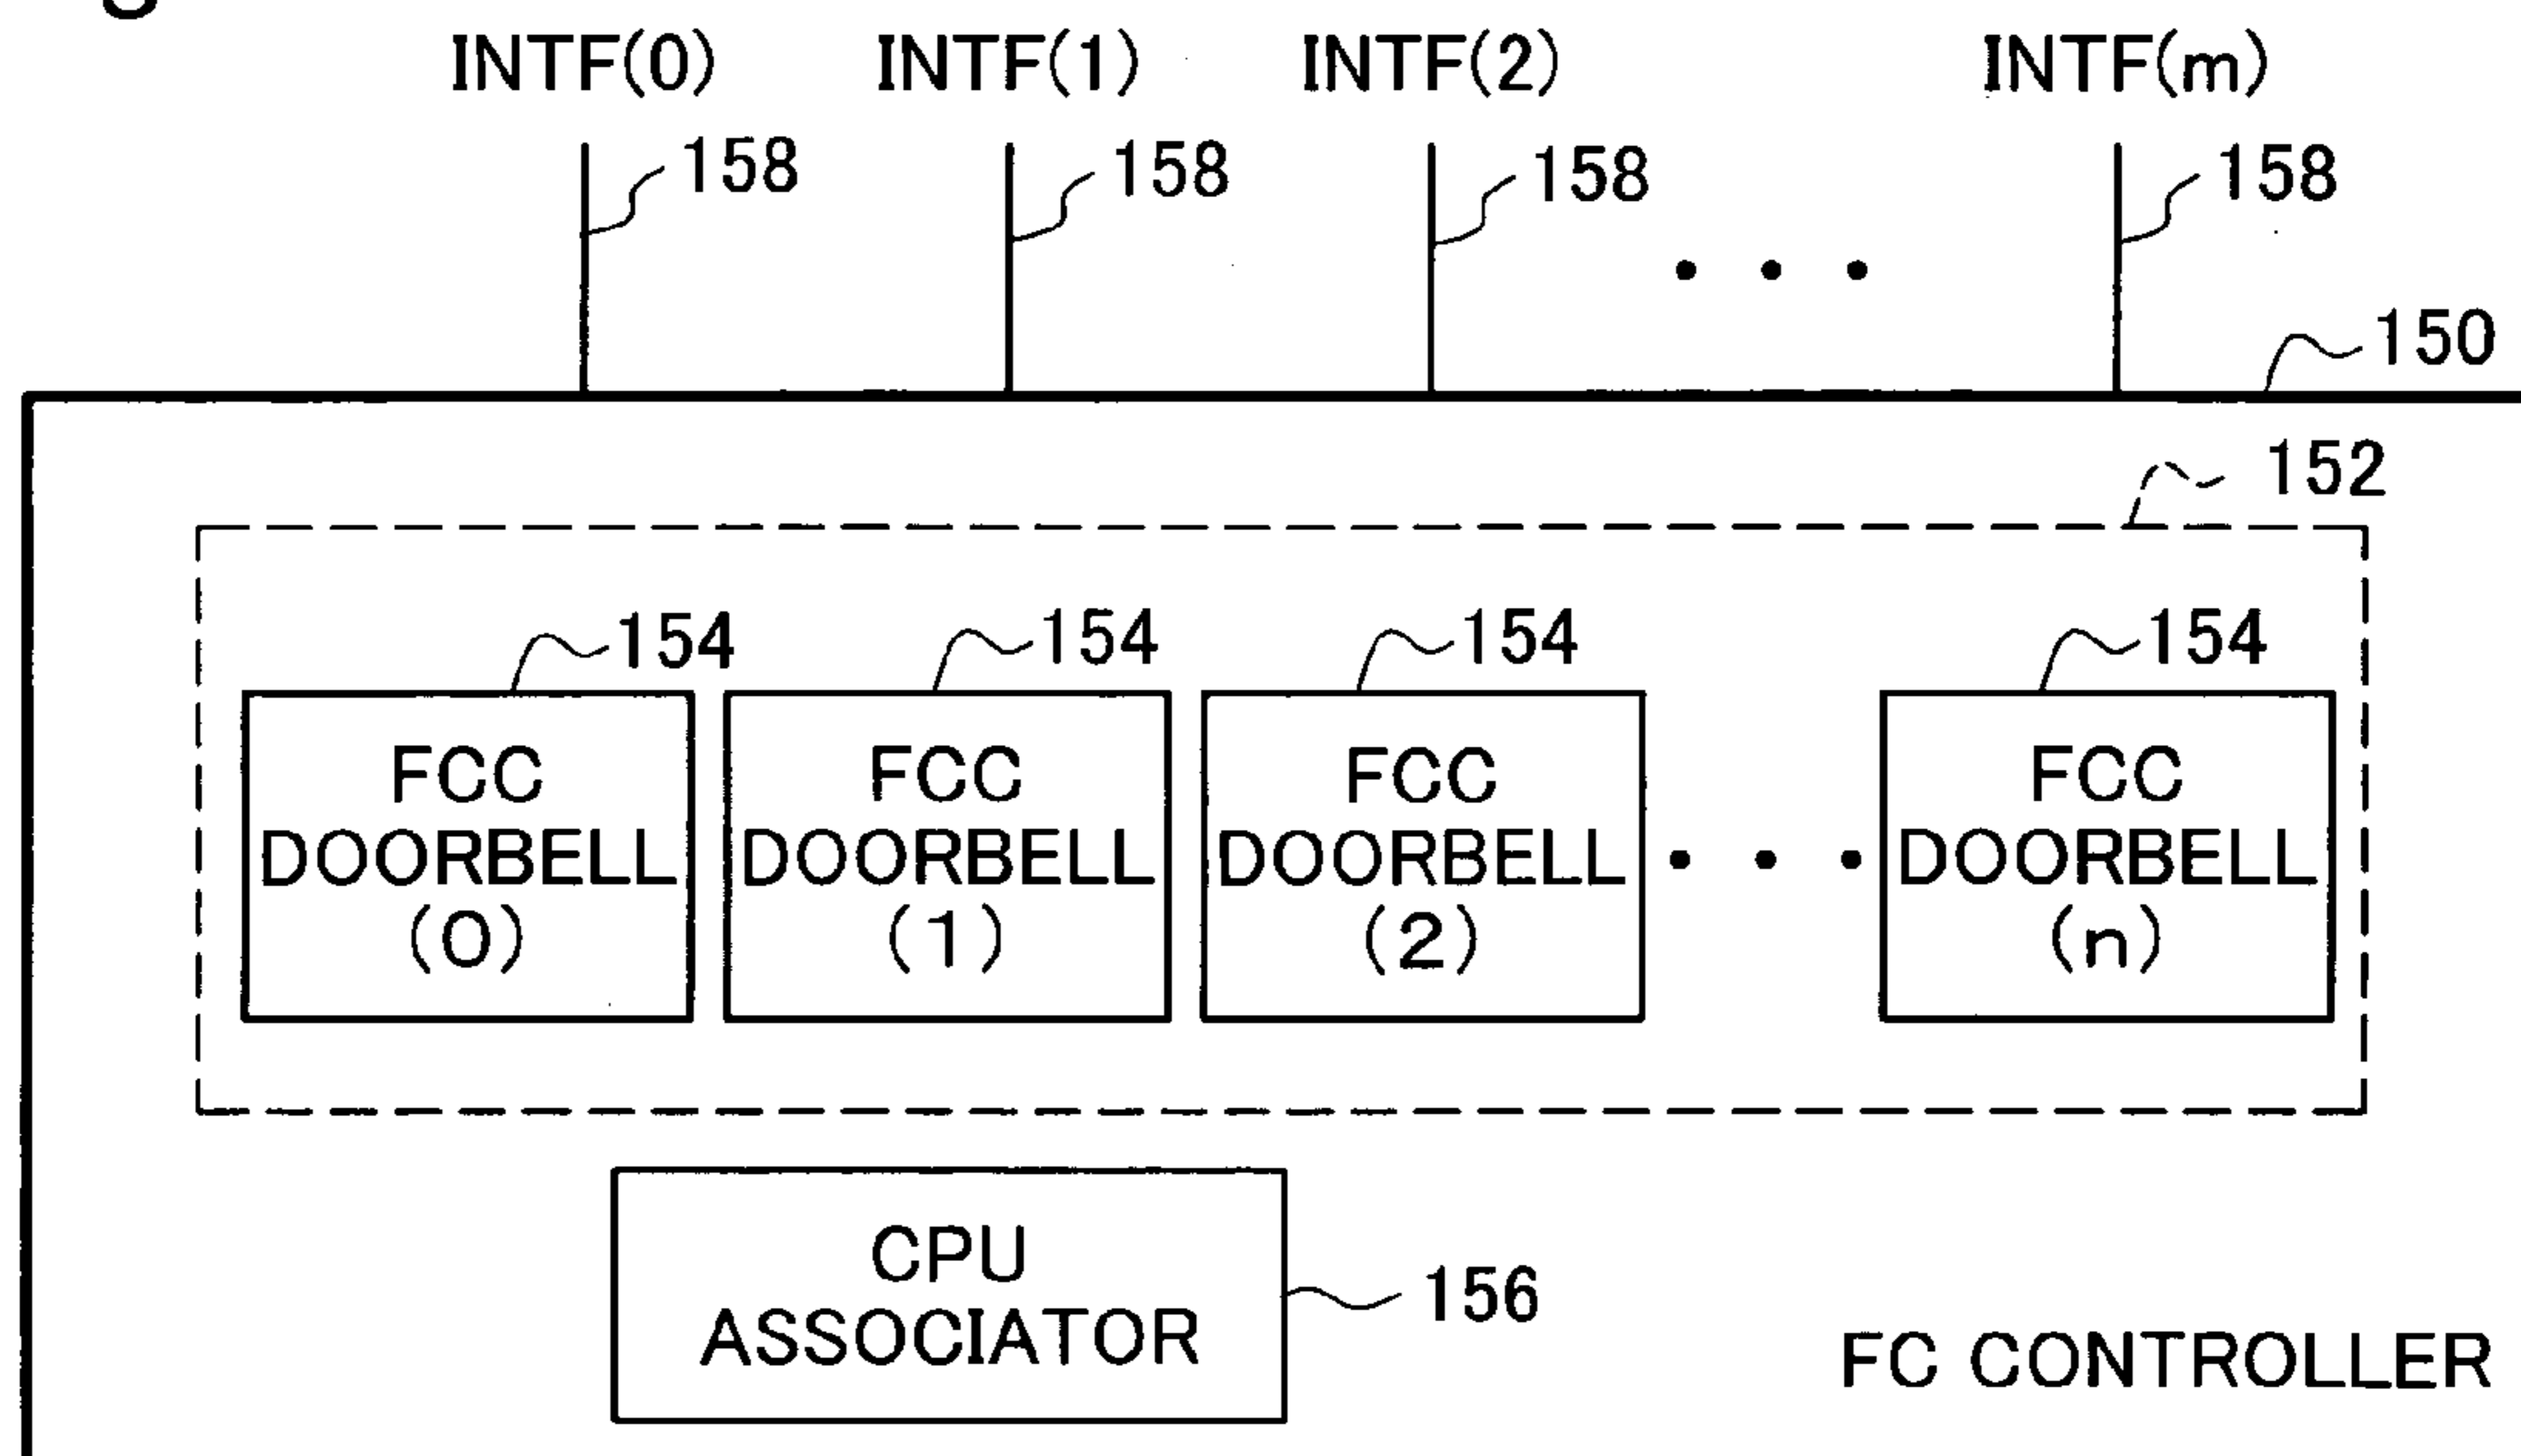 INTF(0) INTF(1) INTF(2) INTF(m)
158 158 158 158
150
152
154 154 154 154
FCC DOORBELL (0)
FCC DOORBELL (1)
FCC DOORBELL (2)
FCC DOORBELL (n)
CPU
ASSOCIATOR
156
FC CONTROLLER